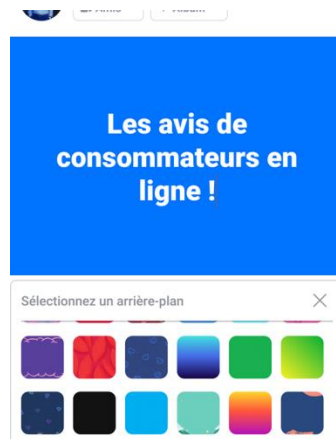 Les avis de
consommateurs en
ligne !
Sélectionnez un arrière-plan